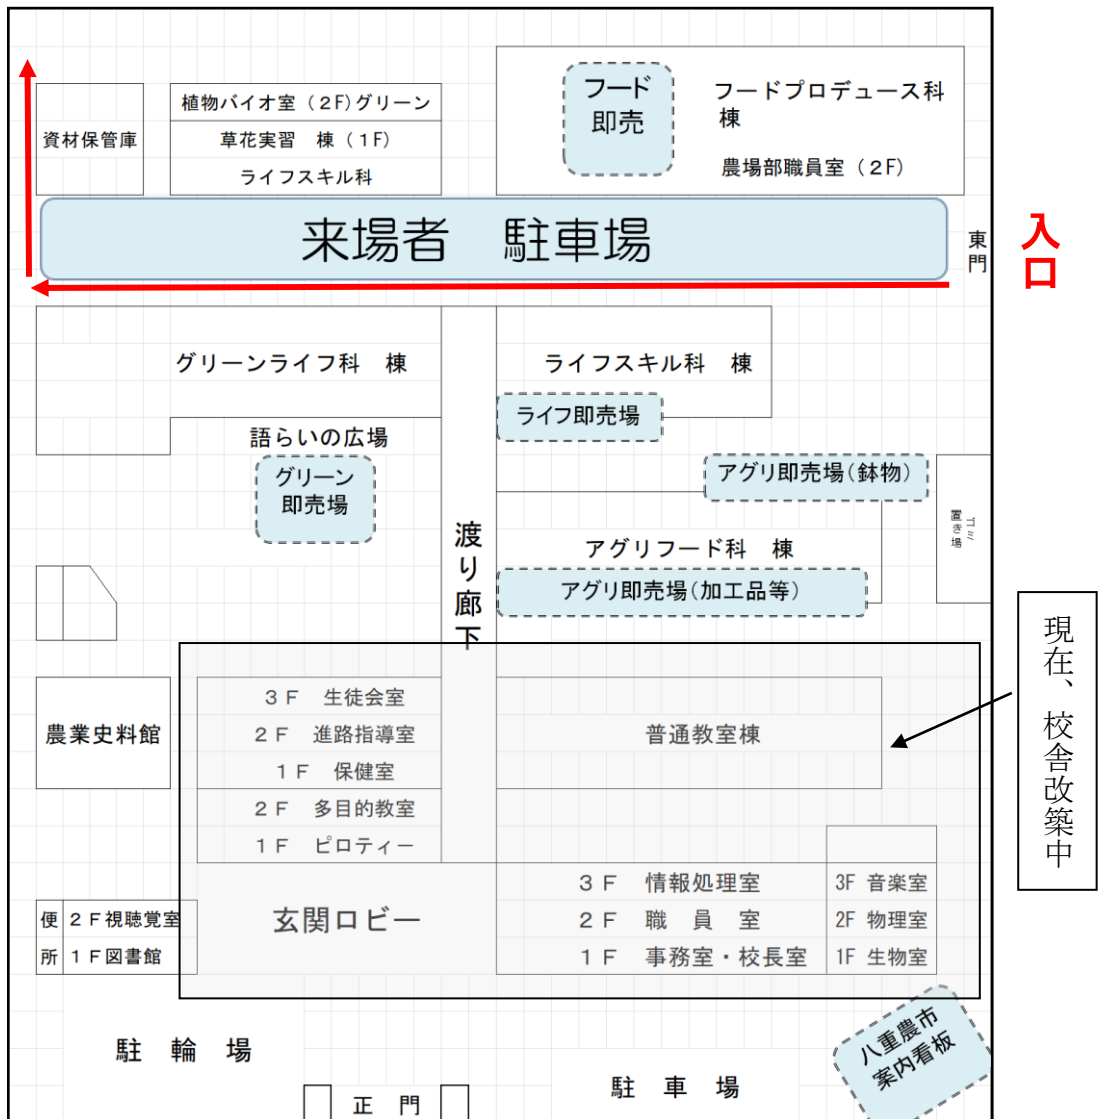 フード
即売
フードプロデュース科
棟
農場部職員室（２F）
植物バイオ室（２F)グリーン
草花実習　棟（１F)
ライフスキル科
資材保管庫
来場者　駐車場
東門
入口
グリーンライフ科　棟
ライフスキル科　棟
ライフ即売場
語らいの広場
グリーン
即売場
アグリ即売場(鉢物)
ゴミ
置き場
渡り廊下
アグリフード科　棟
アグリ即売場(加工品等)
現在、校舎改築中
農業史料館
３Ｆ　生徒会室
２Ｆ　進路指導室
１Ｆ　保健室
２Ｆ　多目的教室
１Ｆ　ピロティー
普通教室棟
玄関ロビー
３Ｆ　情報処理室
２Ｆ　職　員　室
１Ｆ　事務室・校長室
3F 音楽室
2F 物理室
1F 生物室
便所
２Ｆ視聴覚室
１Ｆ図書館
八重農市
案内看板
駐　輪　場
駐　車　場
正　門